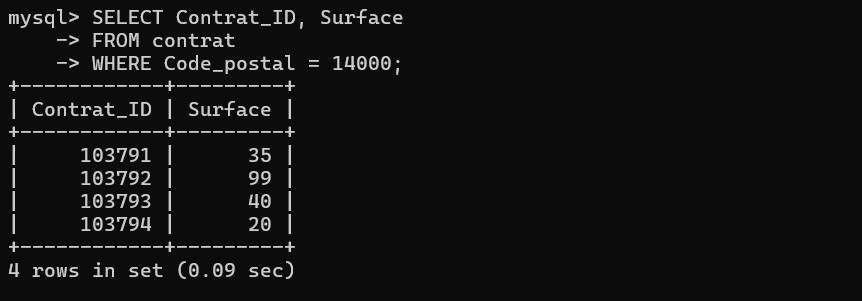 mysql> SELECT Contrat_ID, Surface
    -> FROM contrat
    -> WHERE Code_postal = 14000;
+------------+---------+
| Contrat_ID | Surface |
+------------+---------+
|     103791 |      35 |
|     103792 |      99 |
|     103793 |      40 |
|     103794 |      20 |
+------------+---------+
4 rows in set (0.09 sec)